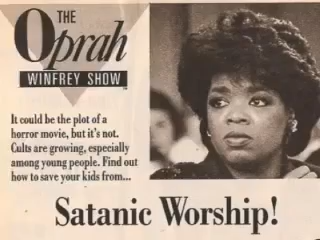 THE
Oprah
WINFREY SHOW
It could be the plot of a
horror movie, but it's not.
Cults are growing, especially
among young people. Find out
how to save your kids from...
Satanic Worship!